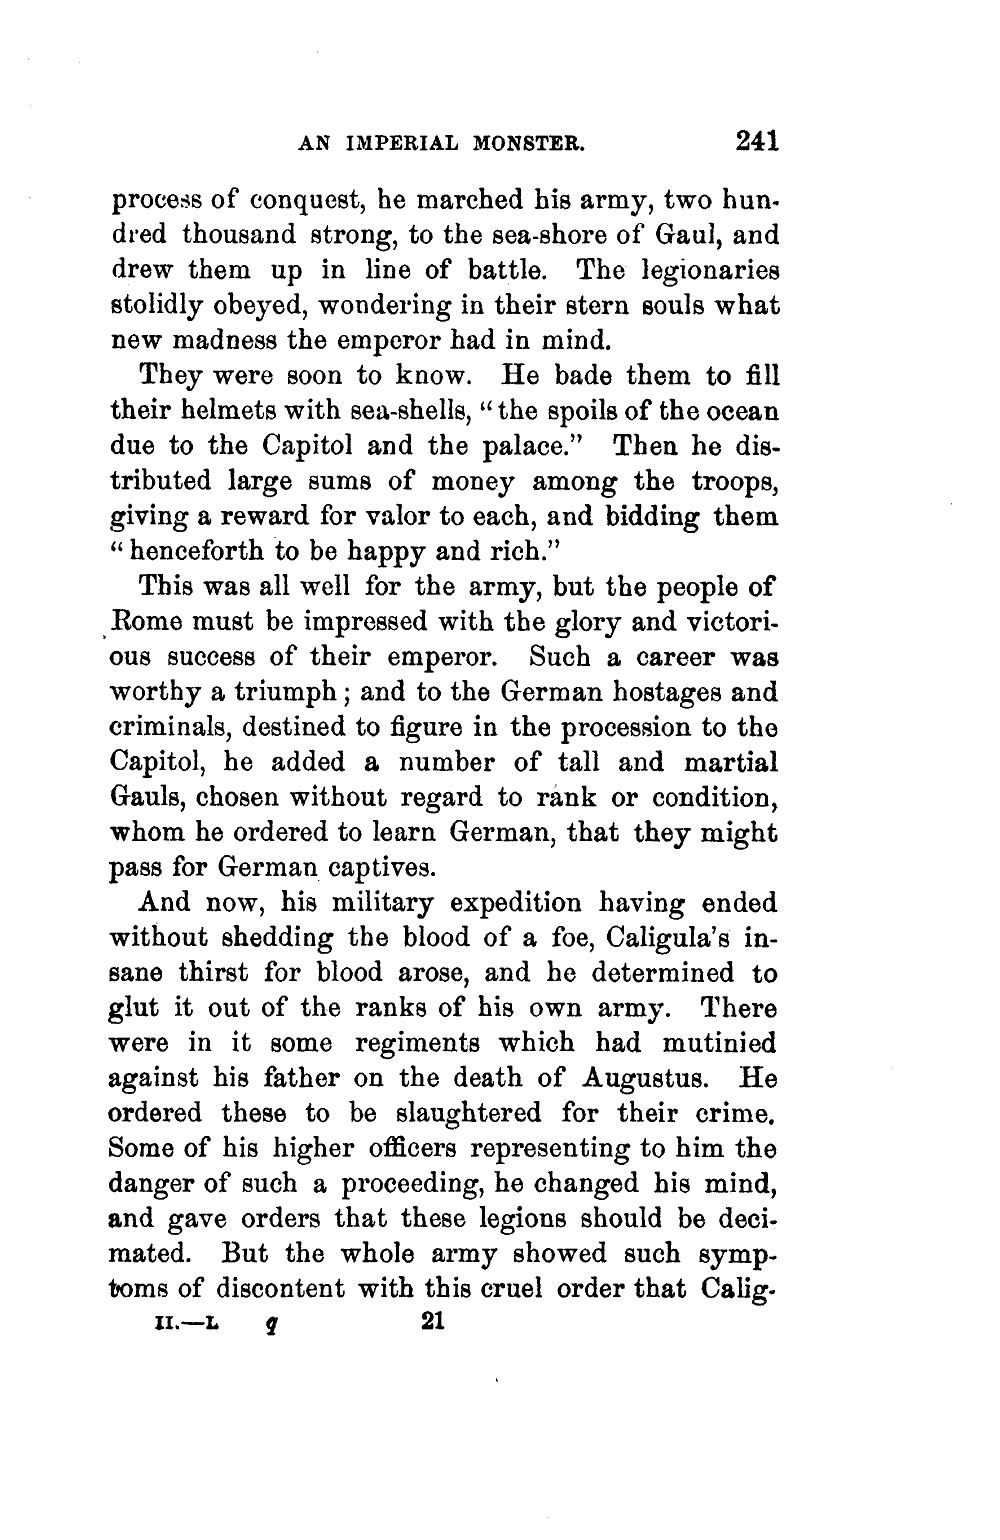 AN IMPERIAL MONSTER. 241
process of conquest, he marched his army, two hun-
dred thousand strong, to the sea-shore of Gaul, and
drew them up in line of battle. The legionaries
stolidly obeyed, wondering in their stern souls what
new madness the emperor had in mind.
They were soon to know. He bade them to fill
their helmets with sea-shells, “the spoils of the ocean
due to the Capitol and the palace.” Then he dis-
tributed large sums of money among the troops,
giving a reward for valor to each, and bidding them
“henceforth to be happy and rich.”
This was all well for the army, but the people of
Rome must be impressed with the glory and victori-
ous success of their emperor. Such a career was
worthy a triumph; and to the German hostages and
criminals, destined to figure in the procession to the
Capitol, he added a number of tall and martial
Gauls, chosen without regard to rank or condition,
whom he ordered to learn German, that they might
pass for German captives.
And now, his military expedition having ended
without shedding the blood of a foe, Caligula’s in-
sane thirst for blood arose, and he determined to
glut it out of the ranks of his own army. There
were in it some regiments which had mutinied
against his father on the death of Augustus. He
ordered these to be slaughtered for their crime.
Some of his higher officers representing to him the
danger of such a proceeding, he changed his mind,
and gave orders that these legions should be deci-
mated. But the whole army showed such symp-
toms of discontent with this cruel order that Calig-
II.—L q 21